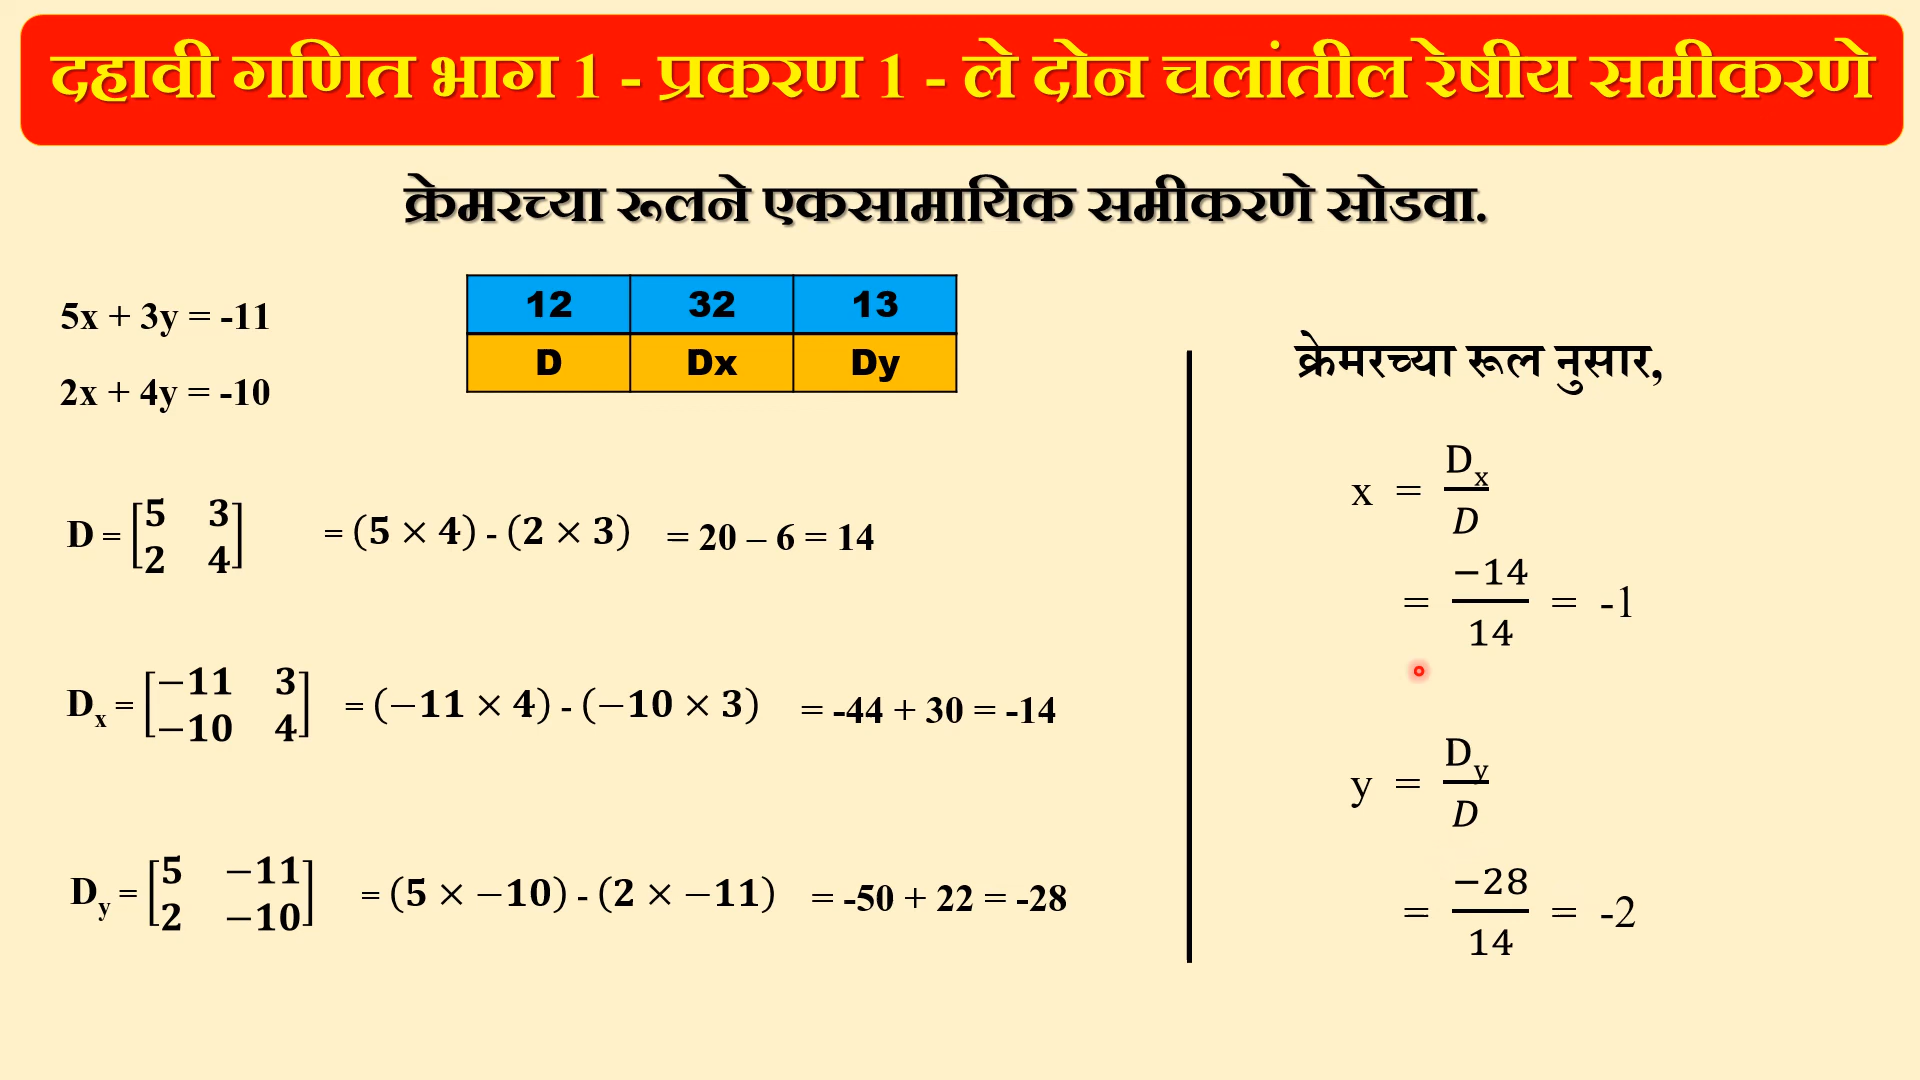 दहावी गणित भाग 1 - प्रकरण 1 - ले दोन चलांतील रेषीय समीकरणे
क्रेमरच्या रूलने एकसामायिक समीकरणे सोडवा.
5x + 3y = -11
2x + 4y = -10
12 32 13
D Dx Dy
D = [5 3
2 4] = (5 × 4) - (2 × 3) = 20 – 6 = 14
Dx = [−11 3
−10 4] = (−11 × 4) - (−10 × 3) = -44 + 30 = -14
Dy = [5 −11
2 −10] = (5 × −10) - (2 × −11) = -50 + 22 = -28
क्रेमरच्या रूल नुसार,
x = Dx/D
= −14/14 = -1
y = Dy/D
= −28/14 = -2